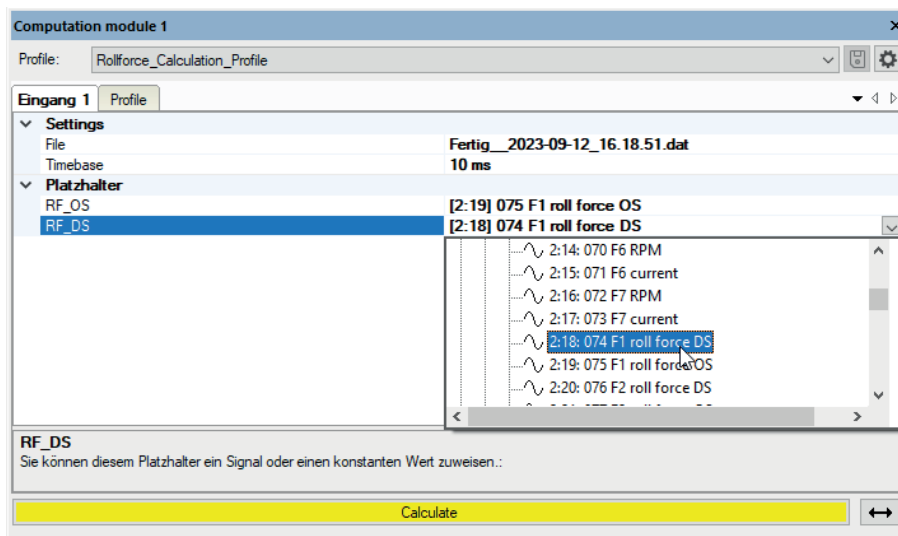 Computation module 1
Profile: Rollforce_Calculation_Profile
Eingang 1 Profile
Settings
File Fertig__2023-09-12_16.18.51.dat
Timebase 10 ms
Platzhalter
RF_OS [2:19] 075 F1 roll force OS
RF_DS [2:18] 074 F1 roll force DS
2:14: 070 F6 RPM
2:15: 071 F6 current
2:16: 072 F7 RPM
2:17: 073 F7 current
2:18: 074 F1 roll force DS
2:19: 075 F1 roll force OS
2:20: 076 F2 roll force DS
RF_DS
Sie können diesem Platzhalter ein Signal oder einen konstanten Wert zuweisen.:
Calculate